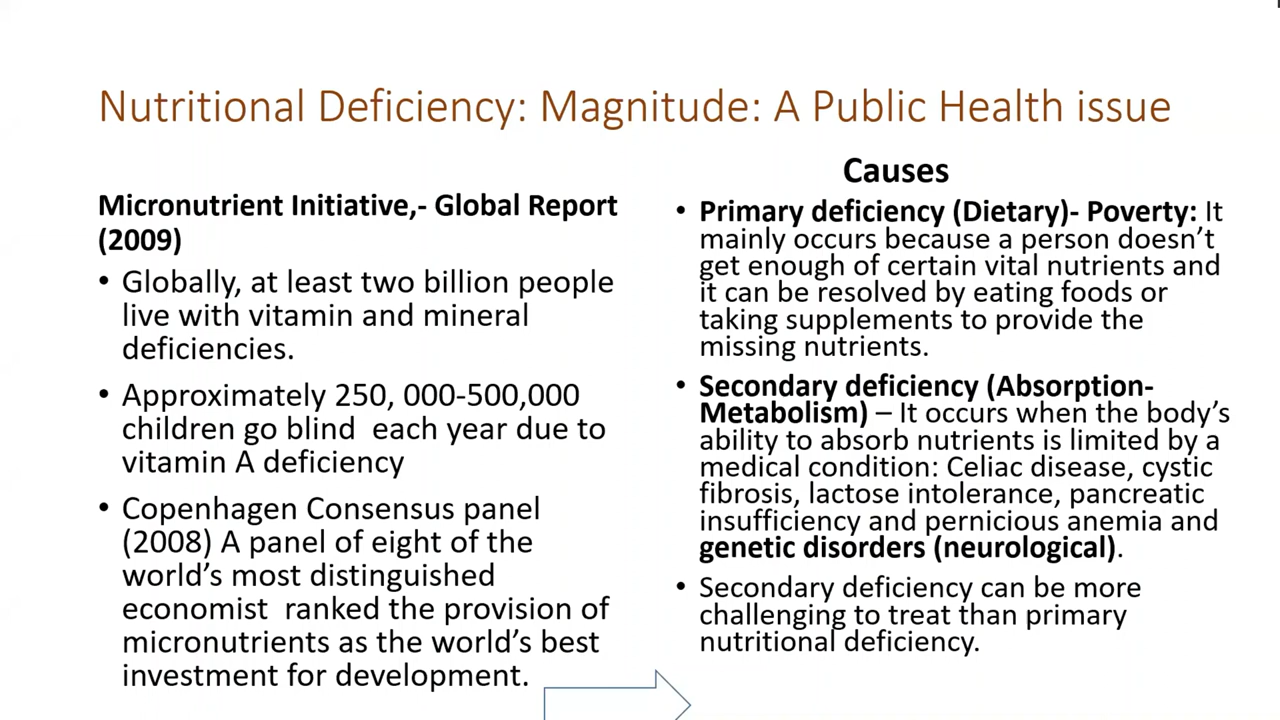 Nutritional Deficiency: Magnitude: A Public Health issue
Micronutrient Initiative,- Global Report
(2009)
• Globally, at least two billion people
live with vitamin and mineral
deficiencies.
• Approximately 250, 000-500,000
children go blind  each year due to
vitamin A deficiency
• Copenhagen Consensus panel
(2008) A panel of eight of the
world's most distinguished
economist  ranked the provision of
micronutrients as the world's best
investment for development.
Causes
• Primary deficiency (Dietary)- Poverty: It
mainly occurs because a person doesn't
get enough of certain vital nutrients and
it can be resolved by eating foods or
taking supplements to provide the
missing nutrients.
• Secondary deficiency (Absorption-
Metabolism) – It occurs when the body's
ability to absorb nutrients is limited by a
medical condition: Celiac disease, cystic
fibrosis, lactose intolerance, pancreatic
insufficiency and pernicious anemia and
genetic disorders (neurological).
• Secondary deficiency can be more
challenging to treat than primary
nutritional deficiency.